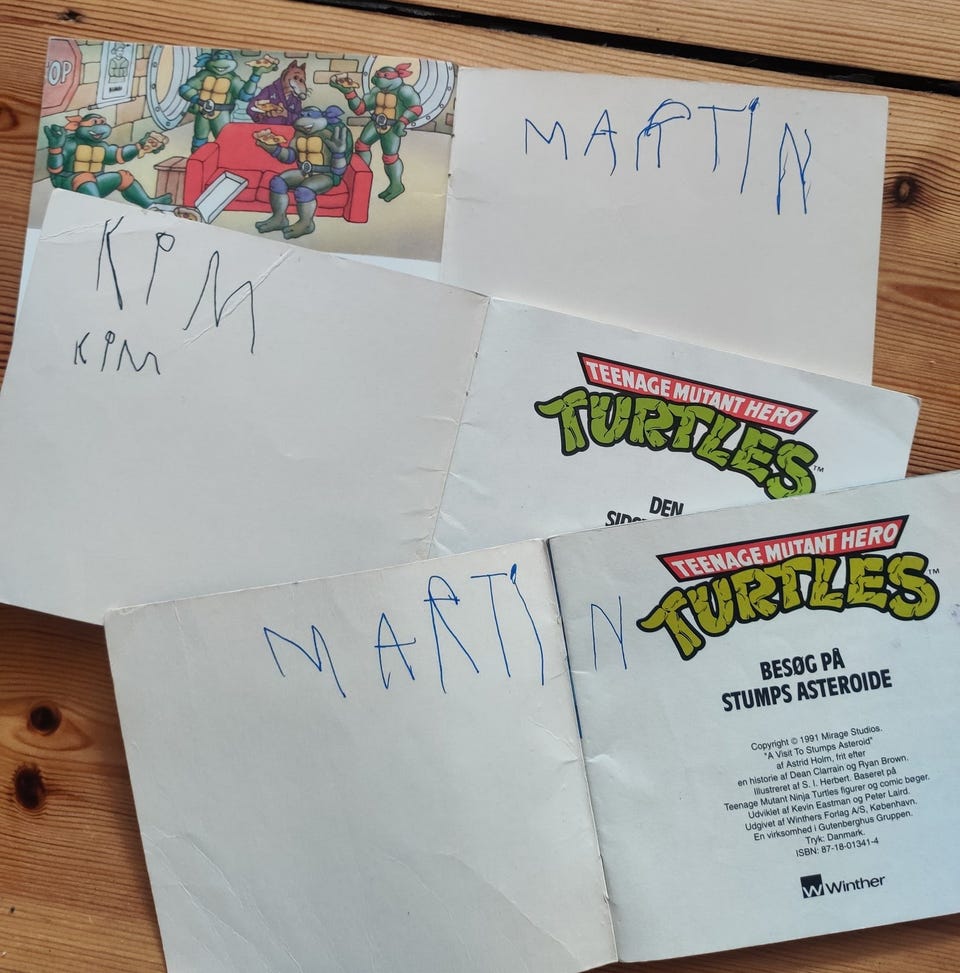 OP
MARTIN
KIM
KIM
TEENAGE MUTANT HERO
TURTLES™
DEN
MARTIN
TEENAGE MUTANT HERO
TURTLES™
BESØG PÅ
STUMPS ASTEROIDE
Copyright © 1991 Mirage Studios.
"A Visit To Stumps Asteroid"
af Astrid Holm, frit efter
en historie af Dean Clarrain og Ryan Brown.
Illustreret af S. I. Herbert. Baseret på
Teenage Mutant Ninja Turtles figurer og comic bøger.
Udviklet af Kevin Eastman og Peter Laird.
Udgivet af Winthers Forlag A/S, København.
En virksomhed i Gutenberghus Gruppen.
Tryk: Danmark.
ISBN: 87-18-01341-4
W Winther